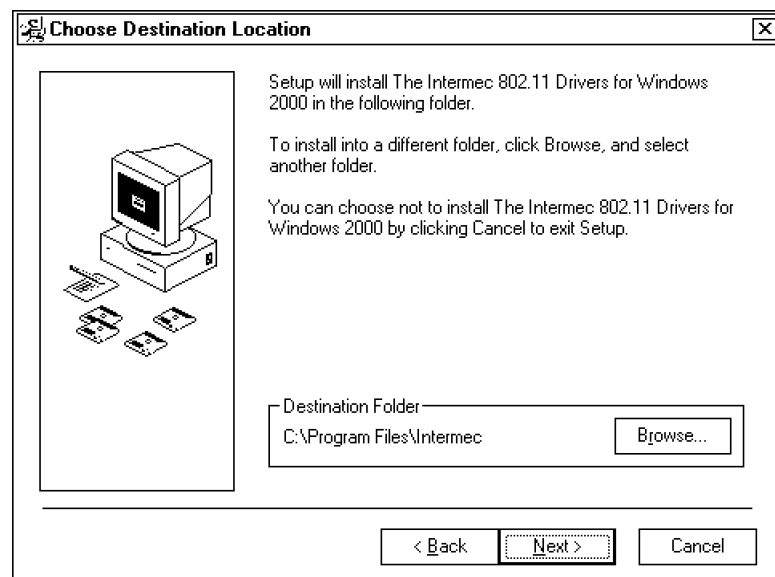 Choose Destination Location
Setup will install The Intermec 802.11 Drivers for Windows
2000 in the following folder.
To install into a different folder, click Browse, and select
another folder.
You can choose not to install The Intermec 802.11 Drivers for
Windows 2000 by clicking Cancel to exit Setup.
Destination Folder
C:\Program Files\Intermec
Browse...
< Back
Next >
Cancel